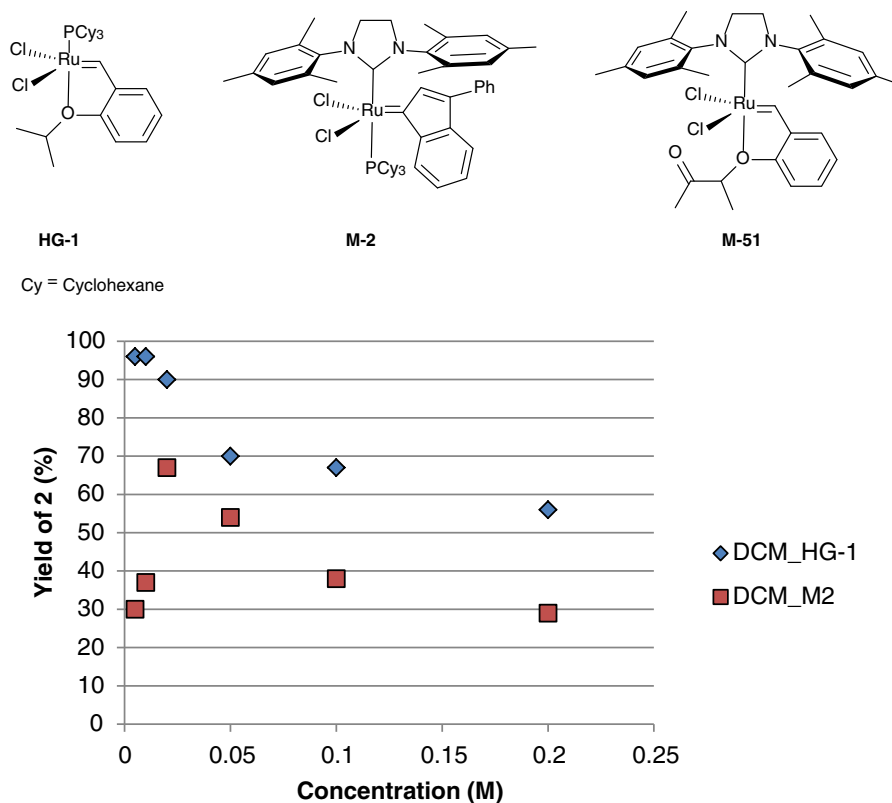 PCy3
Cl
Ru
Cl
O
HG-1
N N
Cl
Ru
Cl
Ph
PCy3
M-2
N N
Cl
Ru
Cl
O
O
M-51
Cy = Cyclohexane
100
90
80
70
60
50
40
30
20
10
0
Yield of 2 (%)
0 0.05 0.1 0.15 0.2 0.25
Concentration (M)
DCM_HG-1
DCM_M2